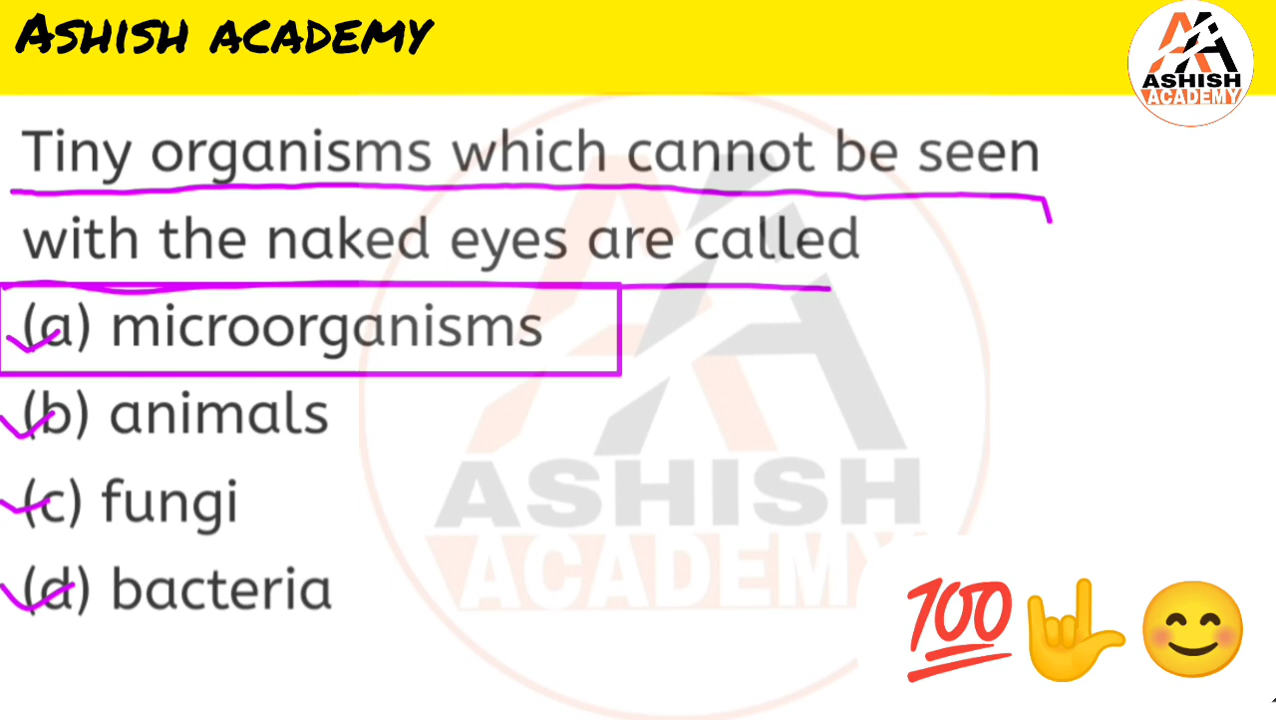 Ashish academy
ASHISH
ACADEMY
Tiny organisms which cannot be seen
with the naked eyes are called
(a) microorganisms
(b) animals
(c) fungi
(d) bacteria
ASHISH
ACADEMY
100